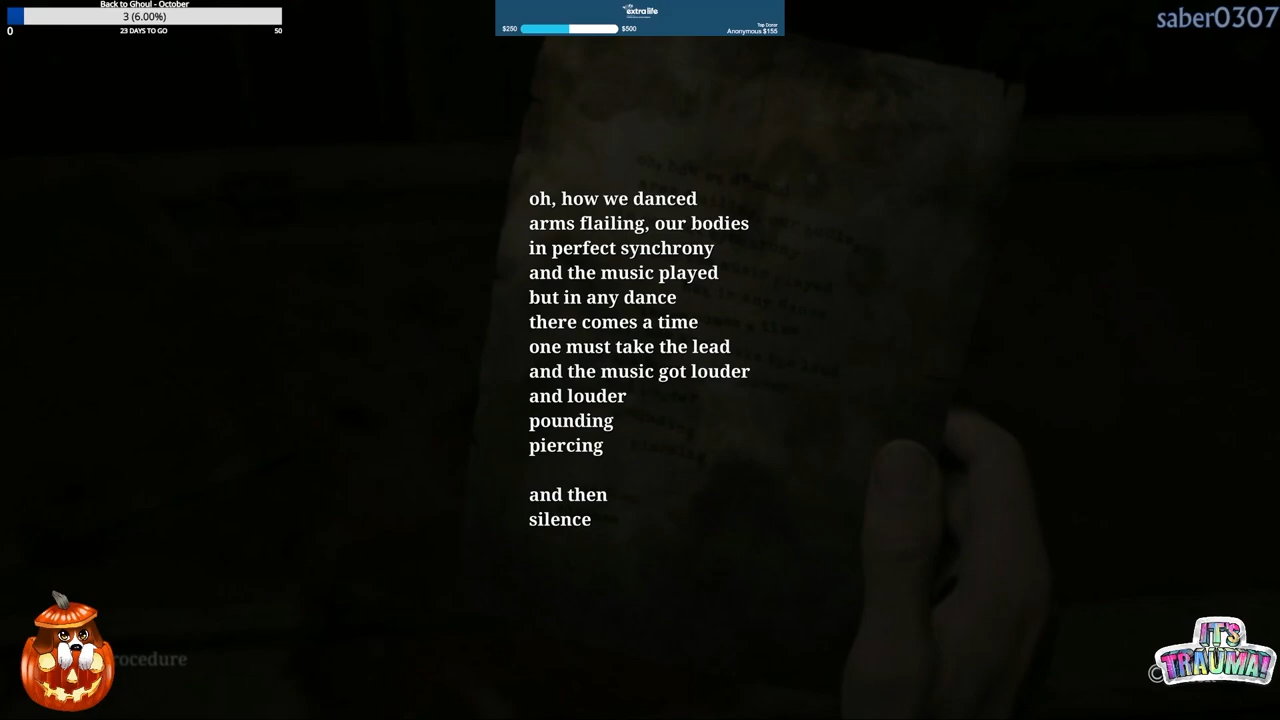 Back to Ghoul - October
3 (6.00%)
0
23 DAYS TO GO
50
extralife
$250
$500
Top Donor
Anonymous $155
saber0307
oh, how we danced
arms flailing, our bodies
in perfect synchrony
and the music played
but in any dance
there comes a time
one must take the lead
and the music got louder
and louder
pounding
piercing
and then
silence
rocedure
IT'S
TRAUMA!